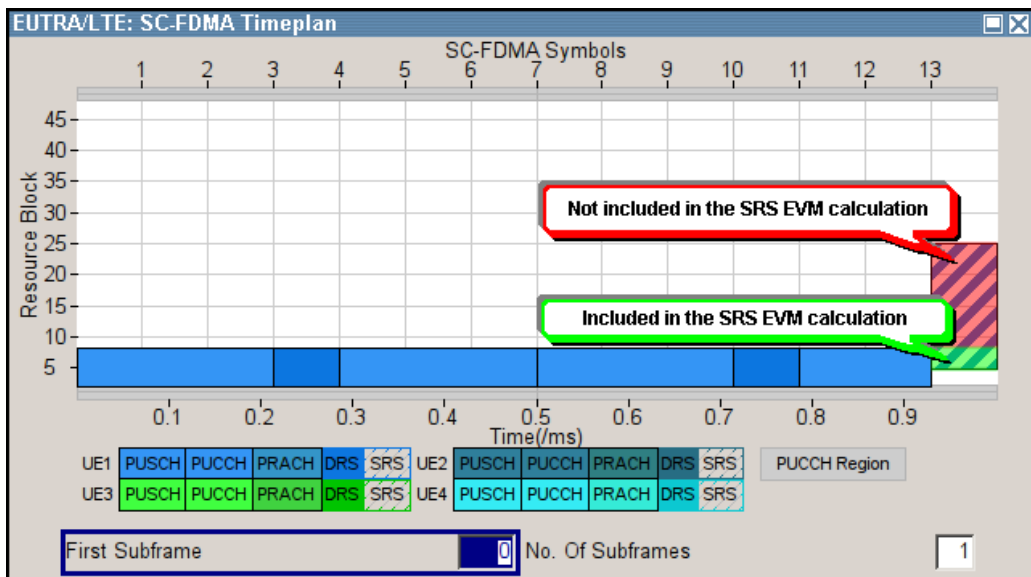 EUTRA/LTE: SC-FDMA Timeplan
SC-FDMA Symbols
1 2 3 4 5 6 7 8 9 10 11 12 13
Resource Block
45
40
35
30
25
20
15
10
5
Not included in the SRS EVM calculation
Included in the SRS EVM calculation
0.1 0.2 0.3 0.4 0.5 0.6 0.7 0.8 0.9
Time(/ms)
UE1 PUSCH PUCCH PRACH DRS SRS UE2 PUSCH PUCCH PRACH DRS SRS PUCCH Region
UE3 PUSCH PUCCH PRACH DRS SRS UE4 PUSCH PUCCH PRACH DRS SRS
First Subframe 0 No. Of Subframes 1